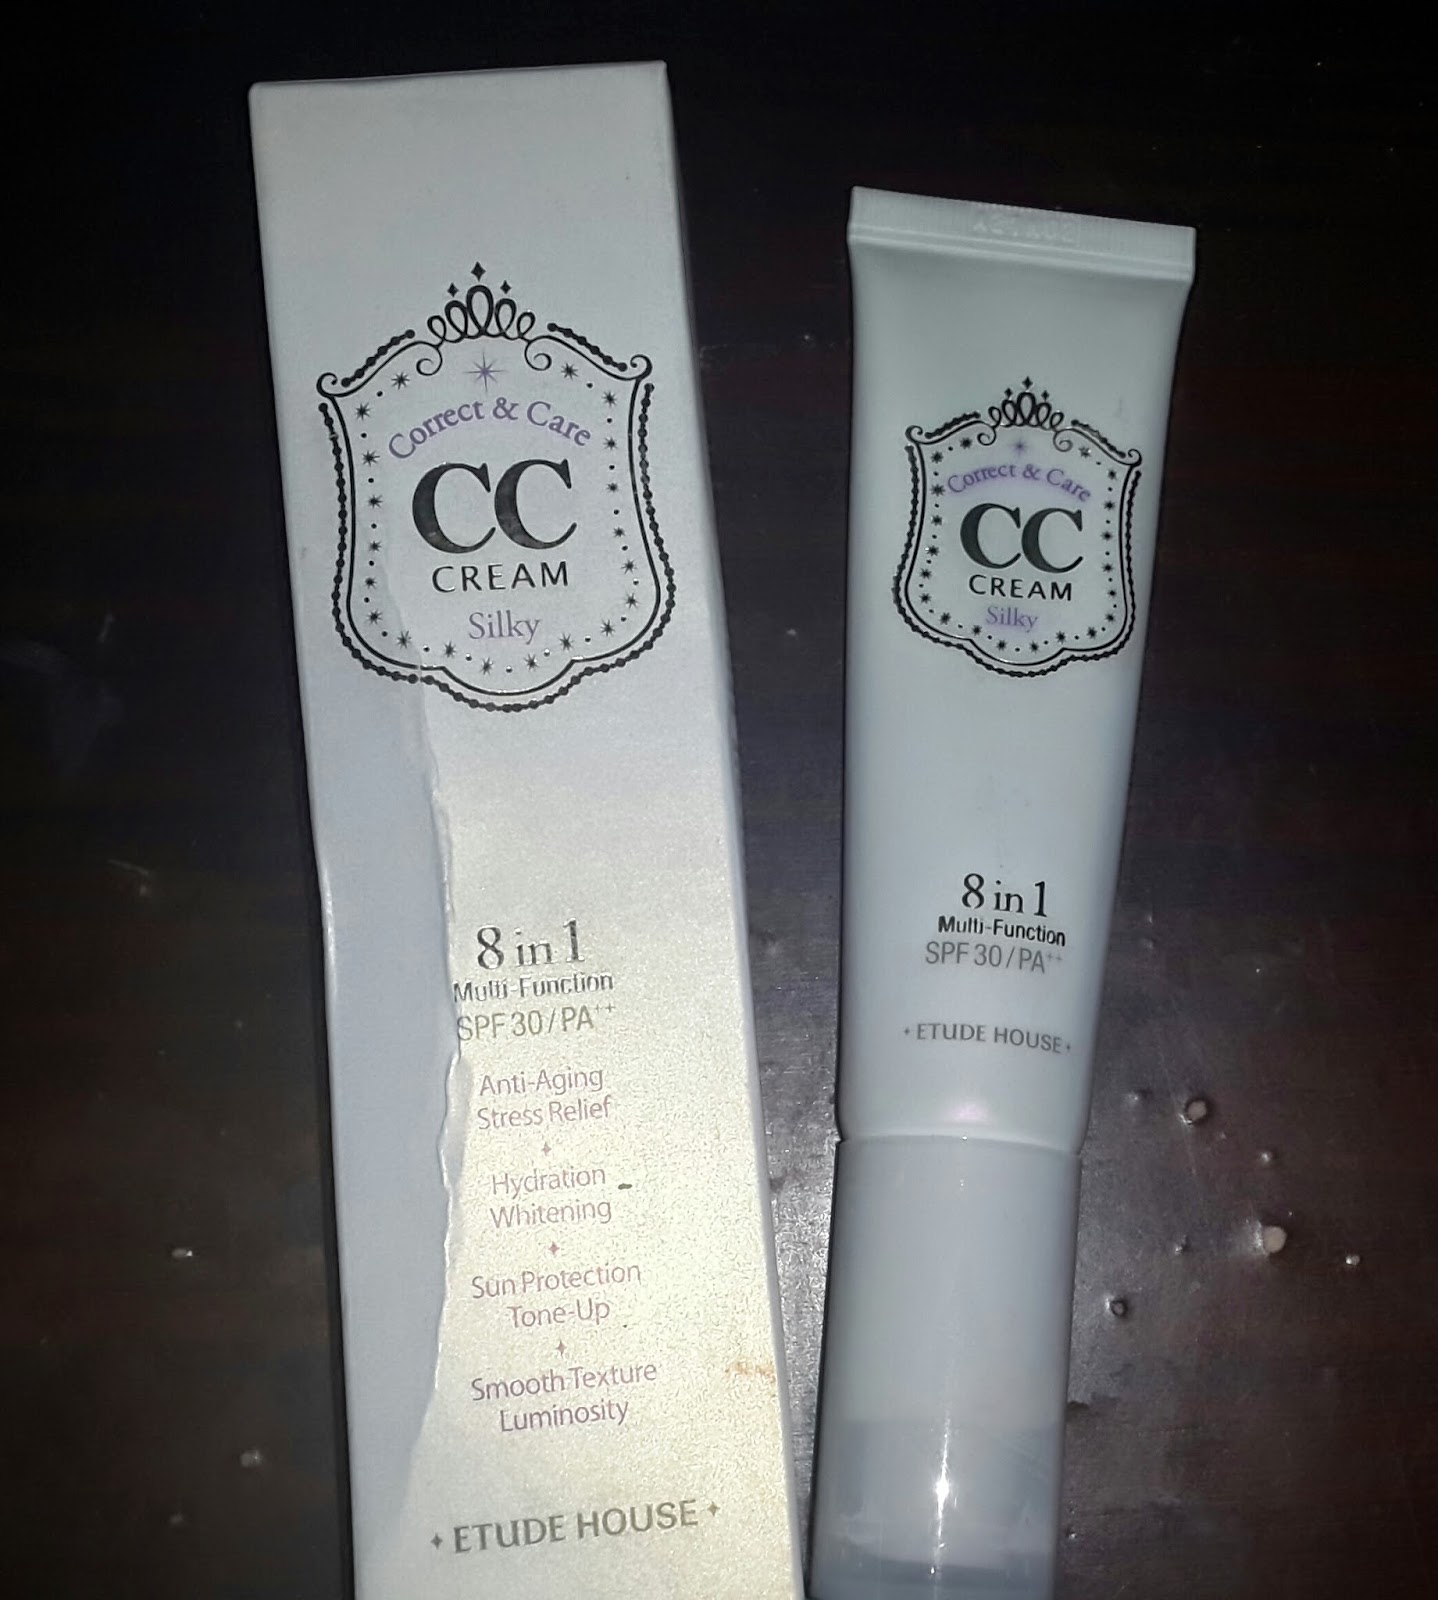 Correct & Care
CC
CREAM
Silky
8 in 1
Multi-Function
SPF 30/PA++
Anti-Aging
Stress Relief
Hydration
Whitening
Sun Protection
Tone-Up
Smooth Texture
Luminosity
ETUDE HOUSE
Correct & Care
CC
CREAM
Silky
8 in 1
Multi-Function
SPF 30/PA++
ETUDE HOUSE